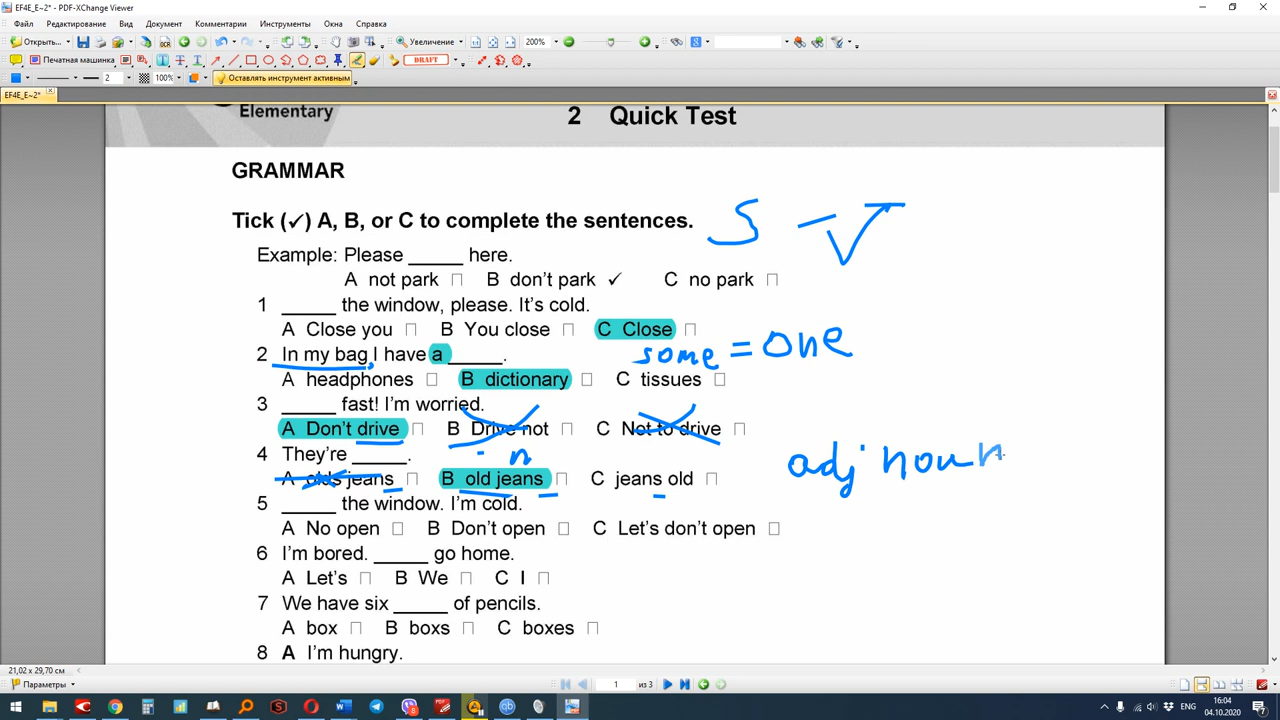 EF4E_E~2* - PDF-XChange Viewer
Файл Редактирование Вид Документ Комментарии Инструменты Окна Справка
Открыть... Увеличение 200%
Печатная машинка DRAFT
2 100% Оставлять инструмент активным
EF4E_E~2*
Elementary
2 Quick Test
GRAMMAR
Tick (✓) A, B, or C to complete the sentences. S – V
Example: Please _____ here.
A not park □ B don't park ✓ C no park □
1 _____ the window, please. It's cold.
A Close you □ B You close □ C Close □
2 In my bag, I have a _____. some = one
A headphones □ B dictionary □ C tissues □
3 _____ fast! I'm worried.
A Don't drive □ B Drive not □ C Not to drive □
4 They're _____. n
A olds jeans □ B old jeans □ C jeans old □ adj noun
5 _____ the window. I'm cold.
A No open □ B Don't open □ C Let's don't open □
6 I'm bored. _____ go home.
A Let's □ B We □ C I □
7 We have six _____ of pencils.
A box □ B boxs □ C boxes □
8 A I'm hungry.
21,02 x 29,70 см
Параметры 1 из 3
ENG 16:04
04.10.2020